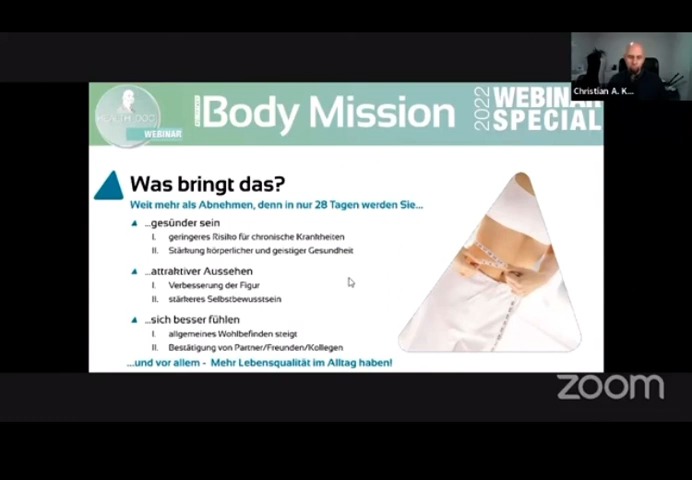 Christian A. K...
HEALTH DOC
WEBINAR
Body Mission
2022
WEBINAR
SPECIAL
Was bringt das?
Weit mehr als Abnehmen, denn in nur 28 Tagen werden Sie...
...gesünder sein
I. geringeres Risiko für chronische Krankheiten
II. Stärkung körperlicher und geistiger Gesundheit
...attraktiver Aussehen
I. Verbesserung der Figur
II. stärkeres Selbstbewusstsein
...sich besser fühlen
I. allgemeines Wohlbefinden steigt
II. Bestätigung von Partner/Freunden/Kollegen
...und vor allem - Mehr Lebensqualität im Alltag haben!
zoom